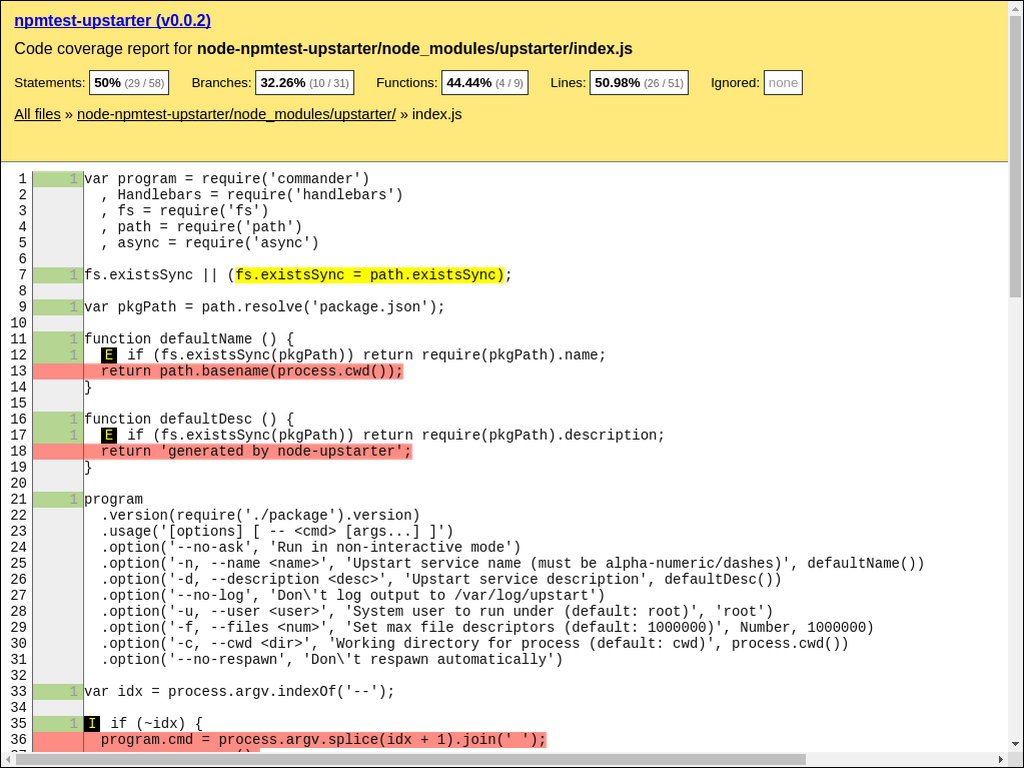 npmtest-upstarter (v0.0.2)
Code coverage report for node-npmtest-upstarter/node_modules/upstarter/index.js
Statements: 50% (29 / 58) Branches: 32.26% (10 / 31) Functions: 44.44% (4 / 9) Lines: 50.98% (26 / 51) Ignored: none
All files » node-npmtest-upstarter/node_modules/upstarter/ » index.js
1 1 var program = require('commander')
2 , Handlebars = require('handlebars')
3 , fs = require('fs')
4 , path = require('path')
5 , async = require('async')
6
7 1 fs.existsSync || (fs.existsSync = path.existsSync);
8
9 1 var pkgPath = path.resolve('package.json');
10
11 1 function defaultName () {
12 1 E if (fs.existsSync(pkgPath)) return require(pkgPath).name;
13 return path.basename(process.cwd());
14 }
15
16 1 function defaultDesc () {
17 1 E if (fs.existsSync(pkgPath)) return require(pkgPath).description;
18 return 'generated by node-upstarter';
19 }
20
21 1 program
22 .version(require('./package').version)
23 .usage('[options] [ -- <cmd> [args...] ]')
24 .option('--no-ask', 'Run in non-interactive mode')
25 .option('-n, --name <name>', 'Upstart service name (must be alpha-numeric/dashes)', defaultName())
26 .option('-d, --description <desc>', 'Upstart service description', defaultDesc())
27 .option('--no-log', 'Don\'t log output to /var/log/upstart')
28 .option('-u, --user <user>', 'System user to run under (default: root)', 'root')
29 .option('-f, --files <num>', 'Set max file descriptors (default: 1000000)', Number, 1000000)
30 .option('-c, --cwd <dir>', 'Working directory for process (default: cwd)', process.cwd())
31 .option('--no-respawn', 'Don\'t respawn automatically')
32
33 1 var idx = process.argv.indexOf('--');
34
35 1 I if (~idx) {
36 program.cmd = process.argv.splice(idx + 1).join(' ');